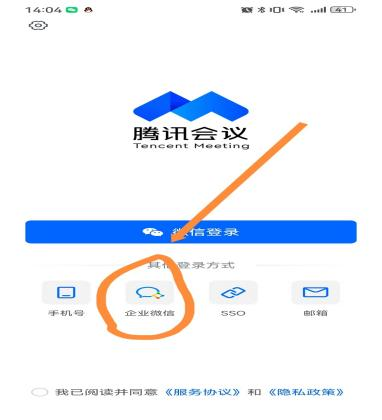 14:04 41
腾讯会议
Tencent Meeting
微信登录
其他登录方式
手机号 企业微信 SSO 邮箱
我已阅读并同意《服务协议》和《隐私政策》